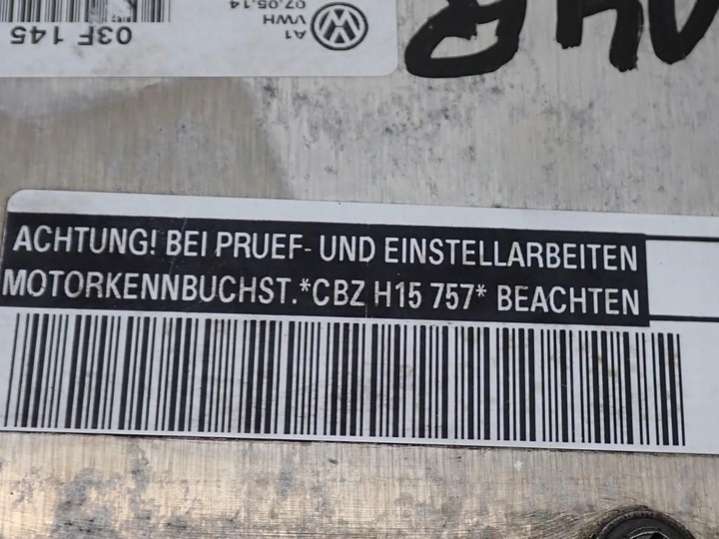 A1
VWH
07.05.14
03F 145
ACHTUNG! BEI PRUEF- UND EINSTELLARBEITEN
MOTORKENNBUCHST.*CBZ H15 757* BEACHTEN